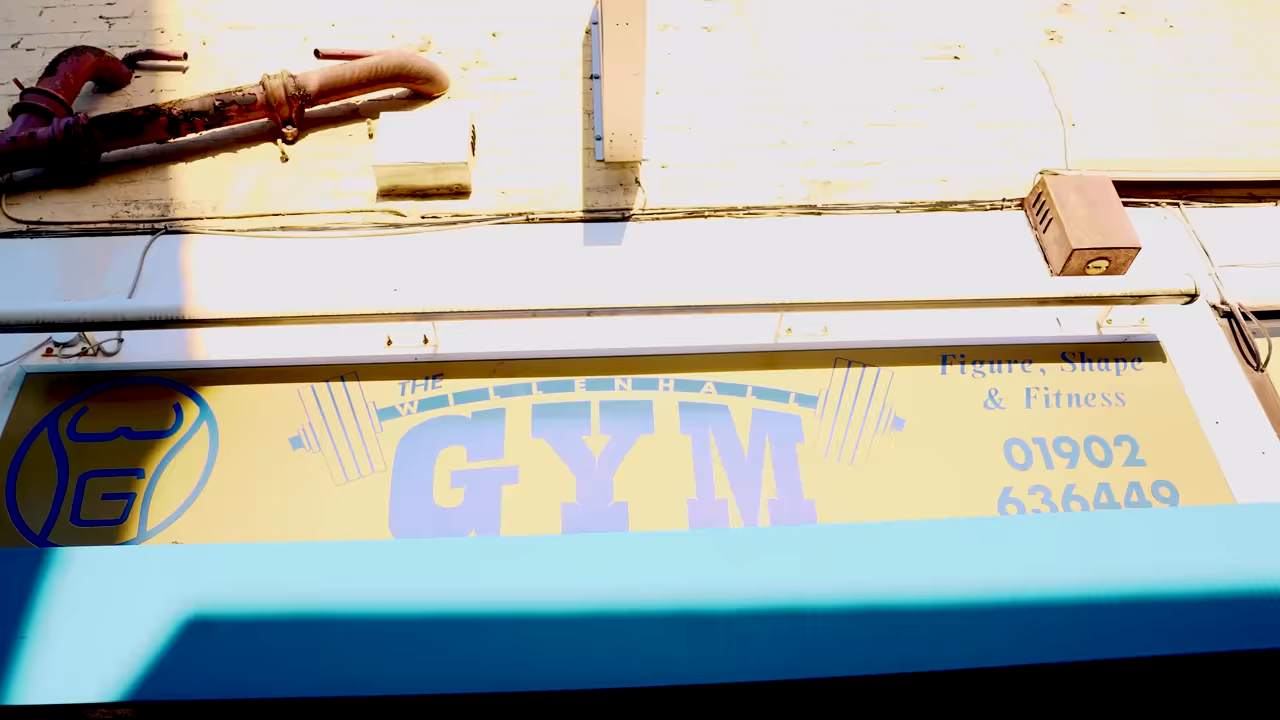 G
THE
WILLENHALL
GYM
Figure, Shape
& Fitness
01902
636449